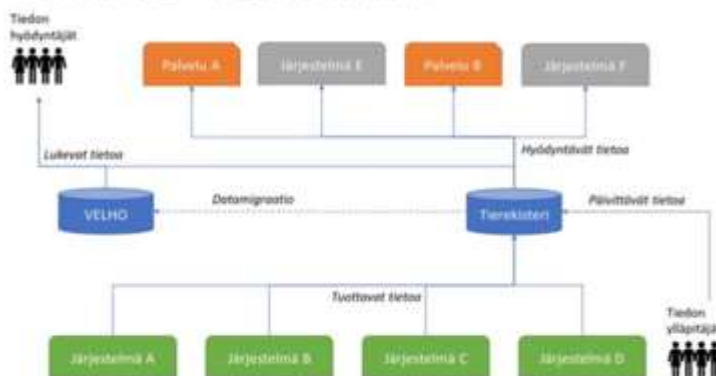 Tiedon
hyödyntäjät
Palvelu A
Järjestelmä E
Palvelu B
Järjestelmä F
Lukevat tietoa
Hyödyntävät tietoa
VELHO
Datamigraatio
Tierekisteri
Päivittävät tietoa
Tuottavat tietoa
Tiedon
ylläpitäjä
Järjestelmä A
Järjestelmä B
Järjestelmä C
Järjestelmä D